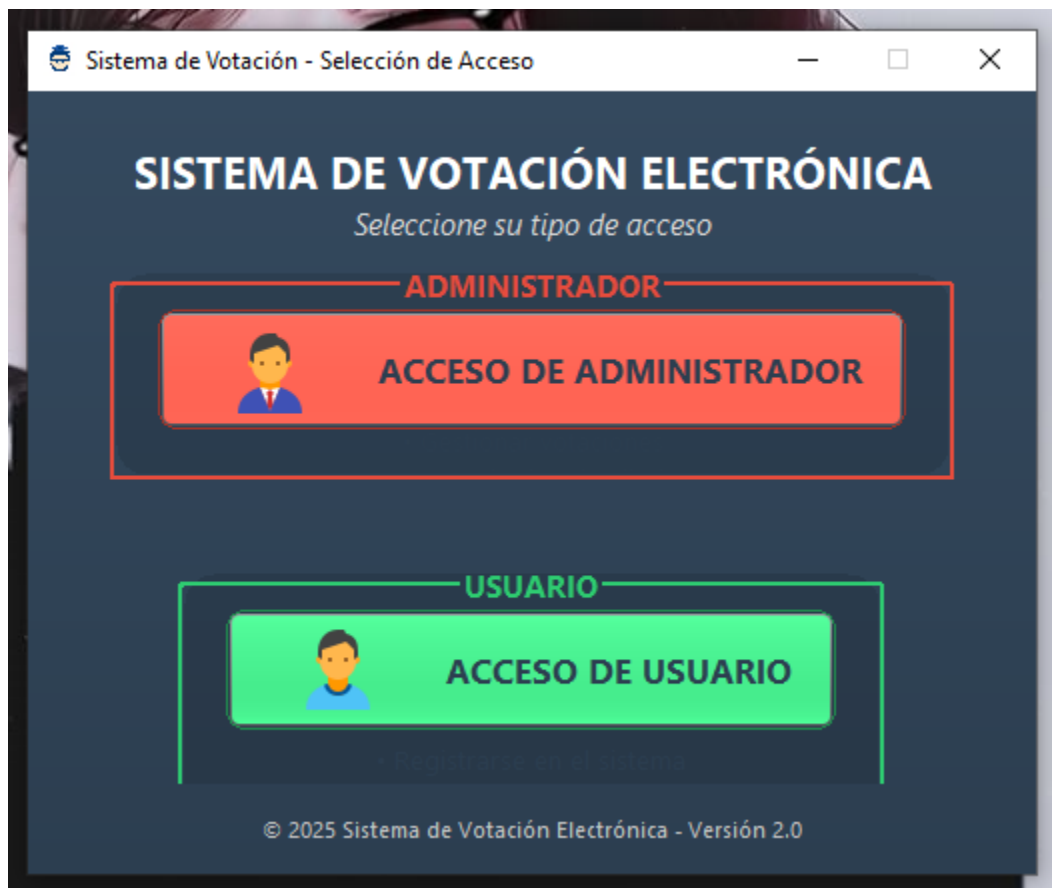 Sistema de Votación - Selección de Acceso
SISTEMA DE VOTACIÓN ELECTRÓNICA
Seleccione su tipo de acceso
ADMINISTRADOR
ACCESO DE ADMINISTRADOR
USUARIO
ACCESO DE USUARIO
• Registrarse en el sistema
© 2025 Sistema de Votación Electrónica - Versión 2.0